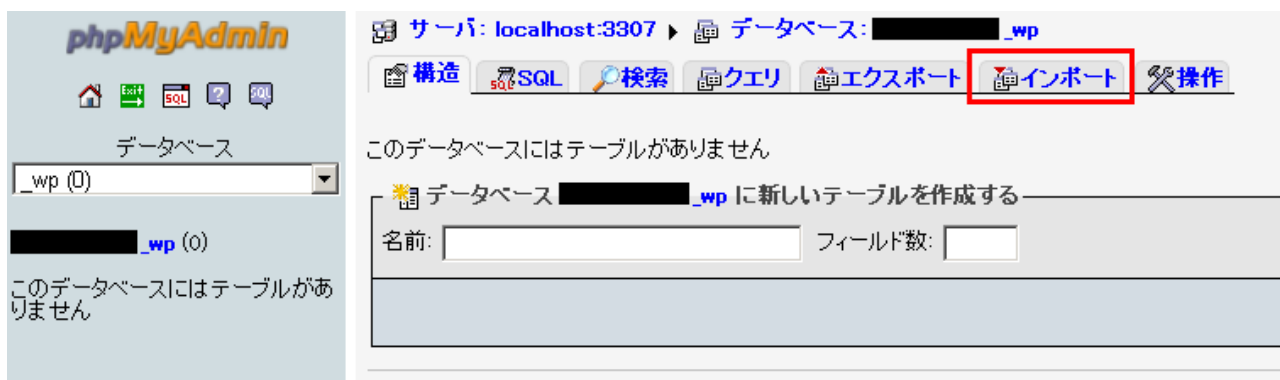 phpMyAdmin
Exit
SQL
?
SQL
データベース
_wp (0)
_wp (0)
このデータベースにはテーブルがあ
りません
サーバ: localhost:3307 ▶ データベース: _wp
構造 SQL 検索 クエリ エクスポート インポート 操作
このデータベースにはテーブルがありません
データベース _wp に新しいテーブルを作成する
名前: フィールド数: